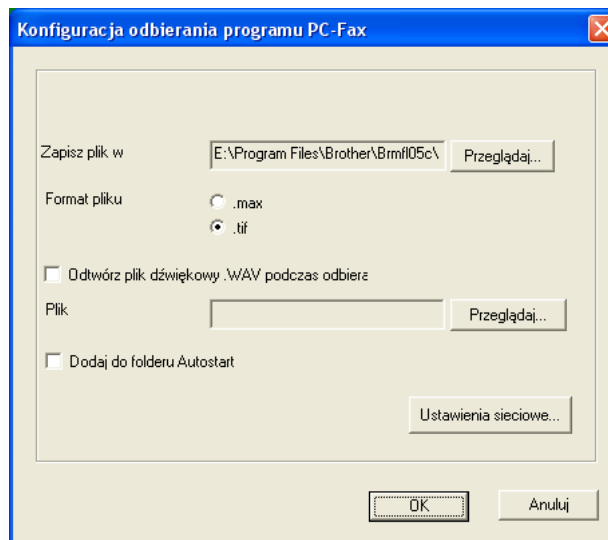 Konfiguracja odbierania programu PC-Fax
Zapisz plik w E:\Program Files\Brother\Brmfl05c\ Przeglądaj...
Format pliku .max
.tif
Odtwórz plik dźwiękowy .WAV podczas odbiera
Plik Przeglądaj...
Dodaj do folderu Autostart
Ustawienia sieciowe...
OK Anuluj